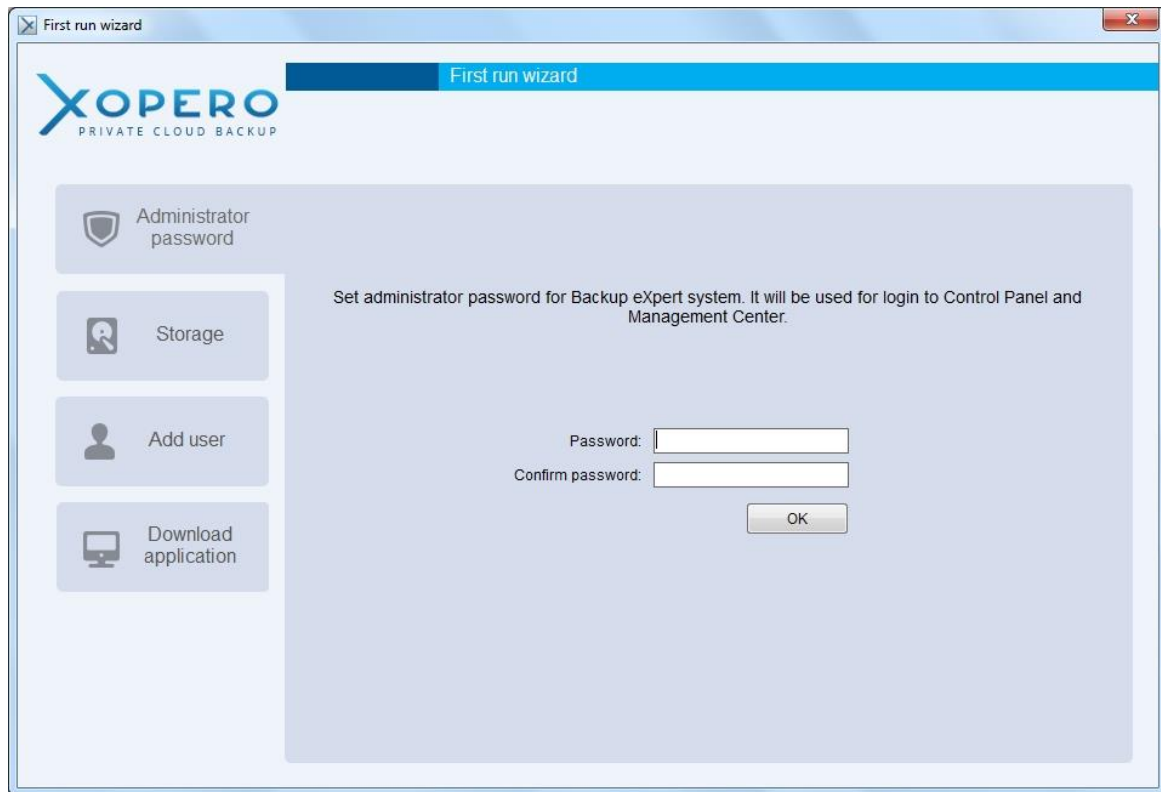 First run wizard
XOPERO
PRIVATE CLOUD BACKUP
First run wizard
Administrator
password
Storage
Add user
Download
application
Set administrator password for Backup eXpert system. It will be used for login to Control Panel and
Management Center.
Password:
Confirm password:
OK